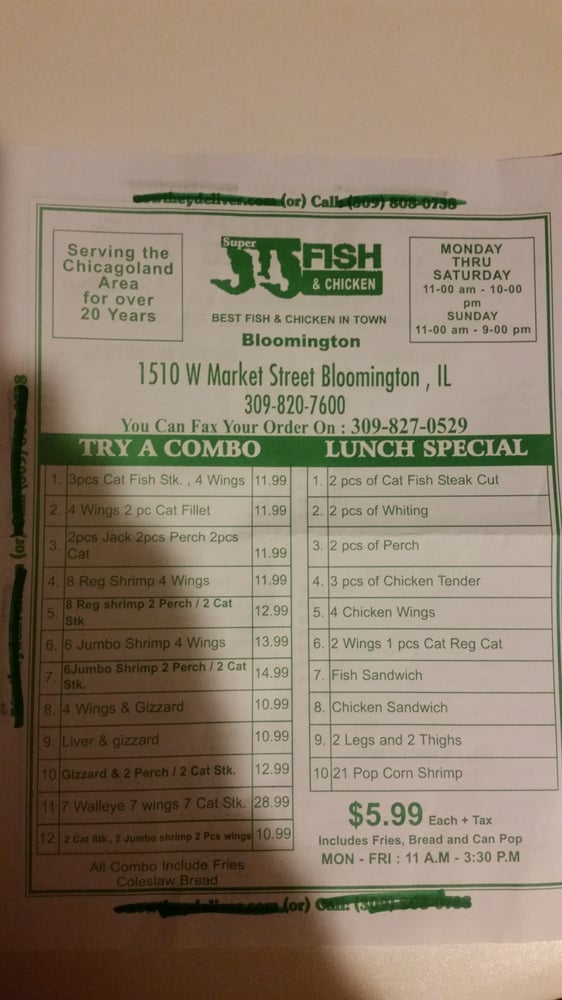 (or) Call: (309) 808-0738
Serving the
Chicagoland
Area
for over
20 Years
Super
JJ FISH
& CHICKEN
BEST FISH & CHICKEN IN TOWN
Bloomington
MONDAY
THRU
SATURDAY
11-00 am - 10-00
pm
SUNDAY
11-00 am - 9-00 pm
1510 W Market Street Bloomington , IL
309-820-7600
You Can Fax Your Order On : 309-827-0529
TRY A COMBO
1. 3pcs Cat Fish Stk. , 4 Wings 11.99
2. 4 Wings 2 pc Cat Fillet 11.99
3. 2pcs Jack 2pcs Perch 2pcs
Cat 11.99
4. 8 Reg Shrimp 4 Wings 11.99
5. 8 Reg shrimp 2 Perch / 2 Cat
Stk 12.99
6. 6 Jumbo Shrimp 4 Wings 13.99
7. 6Jumbo Shrimp 2 Perch / 2 Cat
Stk. 14.99
8. 4 Wings & Gizzard 10.99
9. Liver & gizzard 10.99
10 Gizzard & 2 Perch / 2 Cat Stk. 12.99
11 7 Walleye 7 wings 7 Cat Stk. 28.99
12 2 Cat Stk., 2 Jumbo shrimp 2 Pcs wings 10.99
All Combo Include Fries
Coleslaw Bread
LUNCH SPECIAL
1. 2 pcs of Cat Fish Steak Cut
2. 2 pcs of Whiting
3. 2 pcs of Perch
4. 3 pcs of Chicken Tender
5. 4 Chicken Wings
6. 2 Wings 1 pcs Cat Reg Cat
7. Fish Sandwich
8. Chicken Sandwich
9. 2 Legs and 2 Thighs
10 21 Pop Corn Shrimp
$5.99 Each + Tax
Includes Fries, Bread and Can Pop
MON - FRI : 11 A.M - 3:30 P.M
(or)
(or)